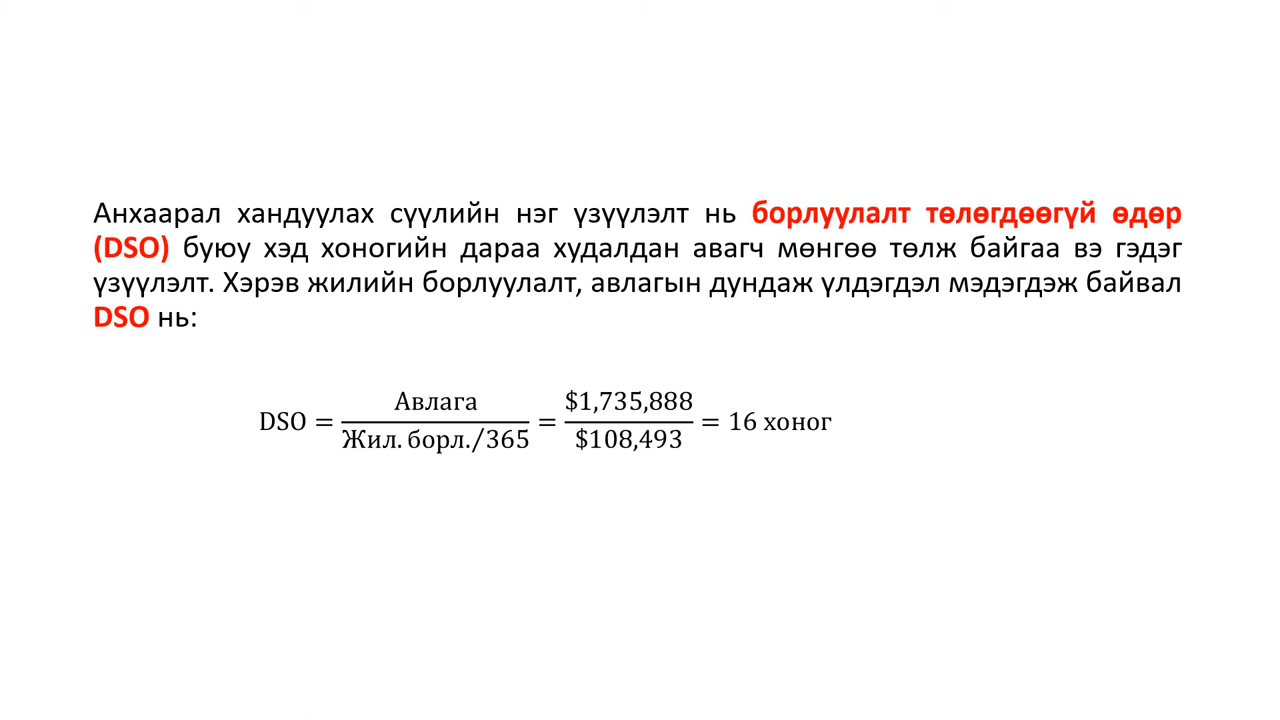 Анхаарал хандуулах сүүлийн нэг үзүүлэлт нь борлуулалт төлөгдөөгүй өдөр
(DSO) буюу хэд хоногийн дараа худалдан авагч мөнгөө төлж байгаа вэ гэдэг
үзүүлэлт. Хэрэв жилийн борлуулалт, авлагын дундаж үлдэгдэл мэдэгдэж байвал
DSO нь:
DSO = Авлага / Жил. борл./365 = $1,735,888 / $108,493 = 16 хоног